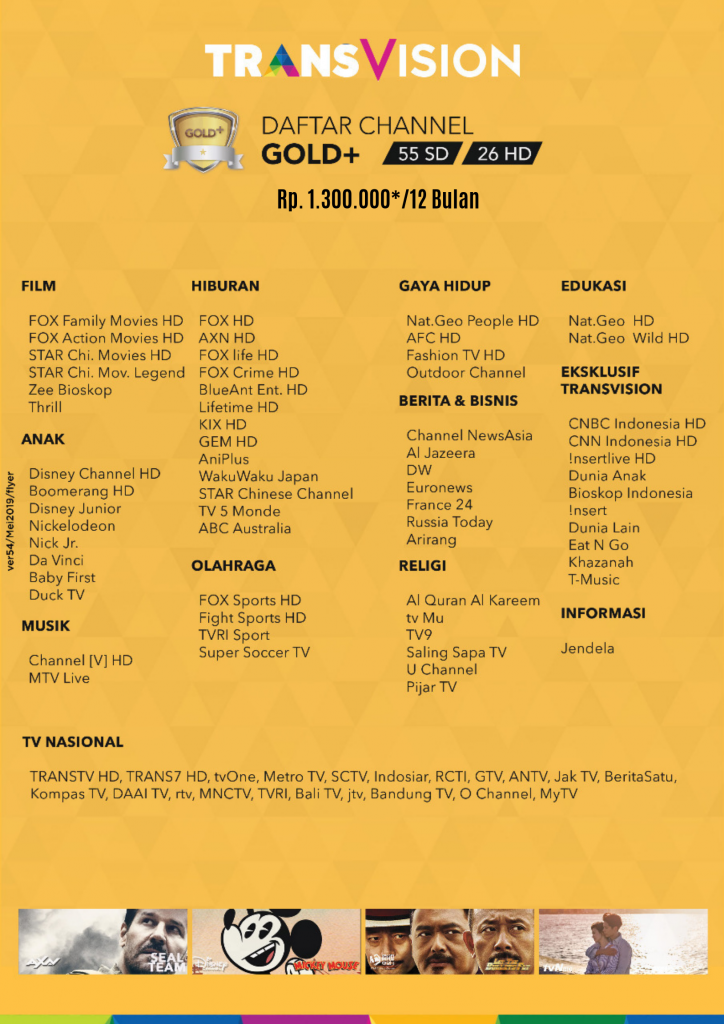 TRANSVISION
GOLD+
DAFTAR CHANNEL
GOLD+ 55 SD 26 HD
Rp. 1.300.000*/12 Bulan
FILM
FOX Family Movies HD
FOX Action Movies HD
STAR Chi. Movies HD
STAR Chi. Mov. Legend
Zee Bioskop
Thrill
ANAK
Disney Channel HD
Boomerang HD
Disney Junior
Nickelodeon
Nick Jr.
Da Vinci
Baby First
Duck TV
MUSIK
Channel [V] HD
MTV Live
HIBURAN
FOX HD
AXN HD
FOX life HD
FOX Crime HD
BlueAnt Ent. HD
Lifetime HD
KIX HD
GEM HD
AniPlus
WakuWaku Japan
STAR Chinese Channel
TV 5 Monde
ABC Australia
OLAHRAGA
FOX Sports HD
Fight Sports HD
TVRI Sport
Super Soccer TV
GAYA HIDUP
Nat.Geo People HD
AFC HD
Fashion TV HD
Outdoor Channel
BERITA & BISNIS
Channel NewsAsia
Al Jazeera
DW
Euronews
France 24
Russia Today
Arirang
RELIGI
Al Quran Al Kareem
tv Mu
TV9
Saling Sapa TV
U Channel
Pijar TV
EDUKASI
Nat.Geo HD
Nat.Geo Wild HD
EKSKLUSIF
TRANSVISION
CNBC Indonesia HD
CNN Indonesia HD
!nsertlive HD
Dunia Anak
Bioskop Indonesia
!nsert
Dunia Lain
Eat N Go
Khazanah
T-Music
INFORMASI
Jendela
ver54/Mei2019/flyer
TV NASIONAL
TRANSTV HD, TRANS7 HD, tvOne, Metro TV, SCTV, Indosiar, RCTI, GTV, ANTV, Jak TV, BeritaSatu,
Kompas TV, DAAI TV, rtv, MNCTV, TVRI, Bali TV, jtv, Bandung TV, O Channel, MyTV
AXN
SEAL
TEAM
Disney
MICKEY MOUSE
tvN